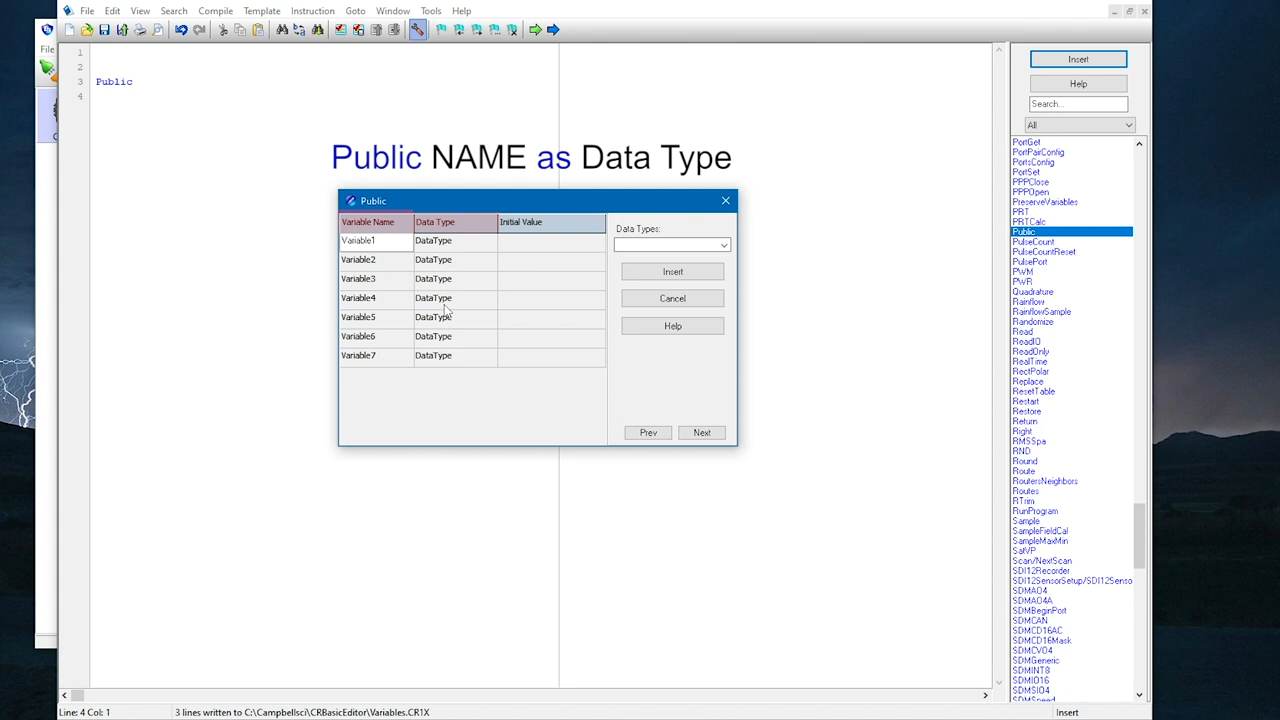 File Edit View Search Compile Template Instruction Goto Window Tools Help
File
1
2
3 Public
4
Public NAME as Data Type
Public
Variable Name Data Type Initial Value
Variable1 DataType
Variable2 DataType
Variable3 DataType
Variable4 DataType
Variable5 DataType
Variable6 DataType
Variable7 DataType
Data Types:
Insert
Cancel
Help
Prev Next
Insert
Help
Search...
All
PortGet
PortPairConfig
PortsConfig
PortSet
PPPClose
PPPOpen
PreserveVariables
PRT
PRTCalc
Public
PulseCount
PulseCountReset
PulsePort
PWM
PWR
Quadrature
Rainflow
RainflowSample
Randomize
Read
ReadIO
ReadOnly
RealTime
RectPolar
Replace
ResetTable
Restart
Restore
Return
Right
RMSSpa
RND
Round
Route
RoutersNeighbors
Routes
RTrim
RunProgram
Sample
SampleFieldCal
SampleMaxMin
SatVP
Scan/NextScan
SDI12Recorder
SDI12SensorSetup/SDI12Senso
SDMAO4
SDMAO4A
SDMBeginPort
SDMCAN
SDMCD16AC
SDMCD16Mask
SDMCVO4
SDMGeneric
SDMINT8
SDMIO16
SDMSIO4
SDMSpeed
Line: 4 Col: 1 3 lines written to C:\Campbellsci\CRBasicEditor\Variables.CR1X Insert